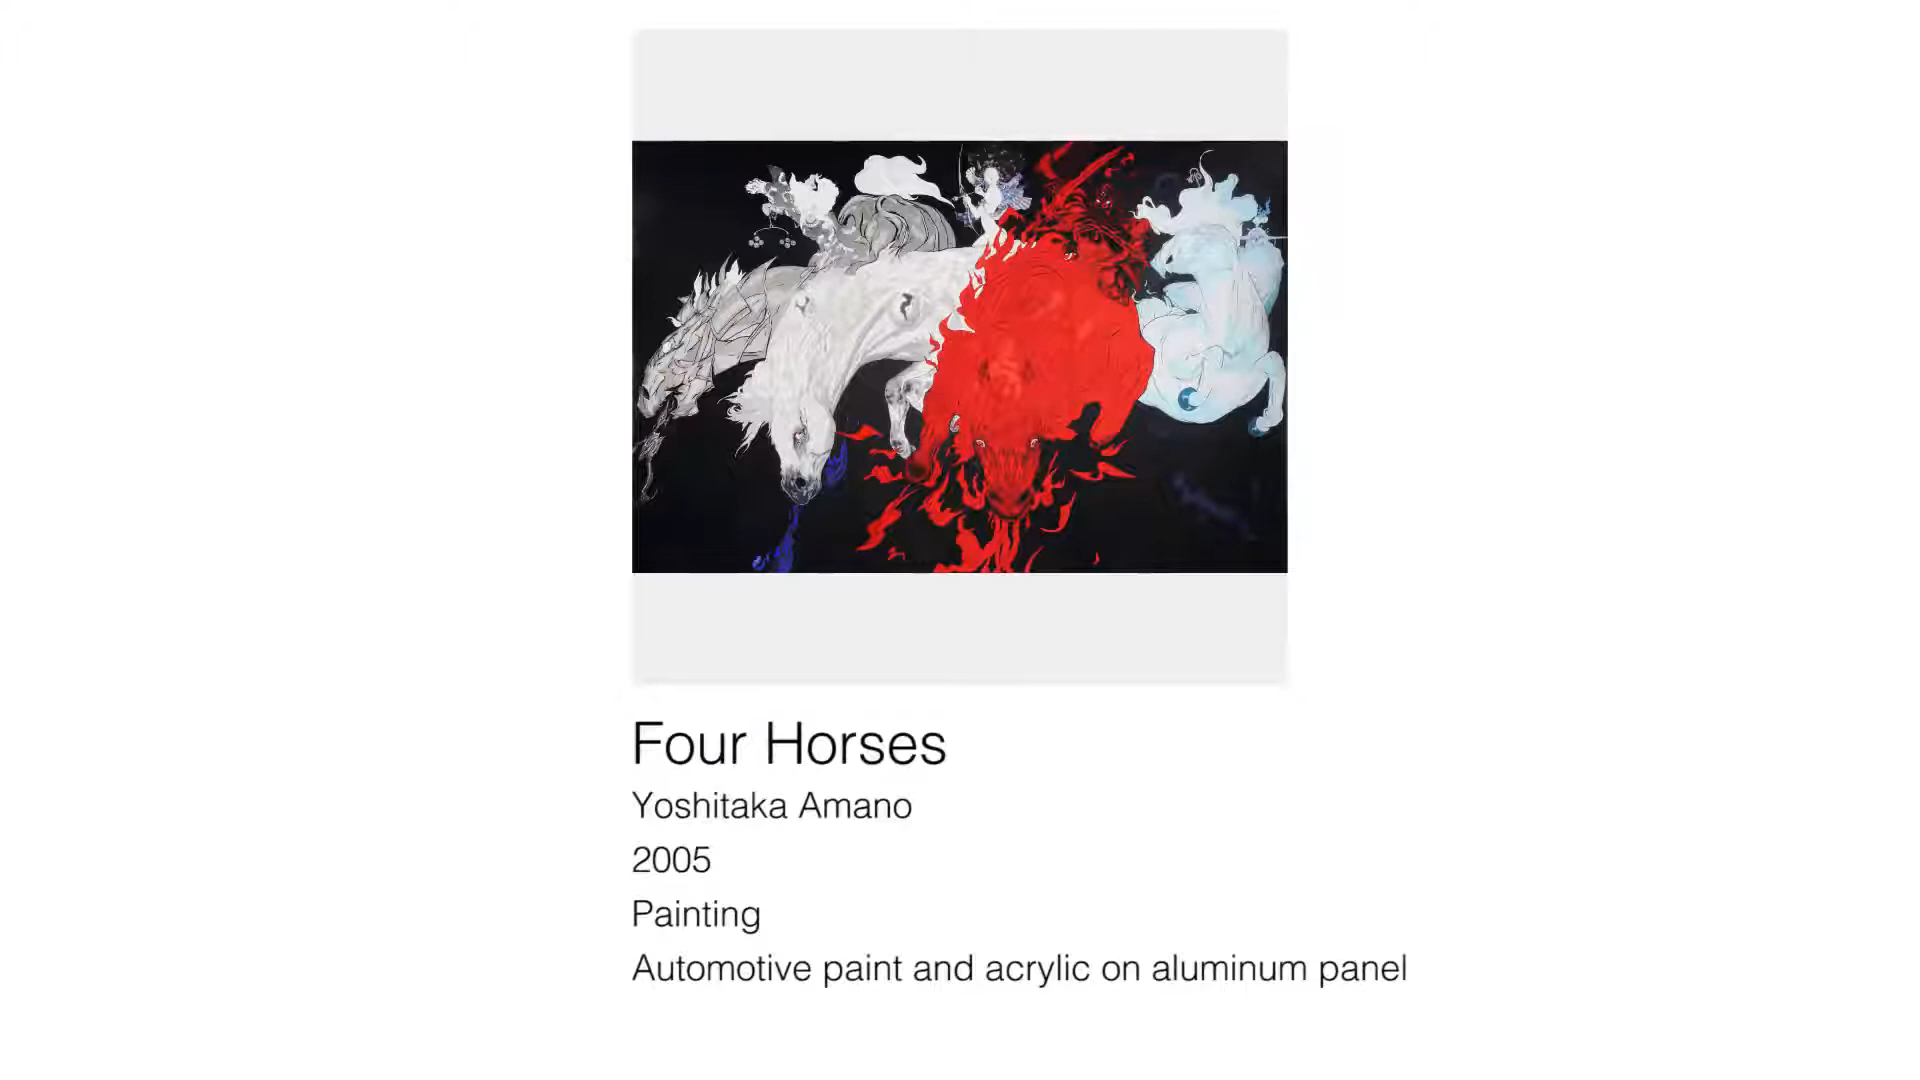 Four Horses
Yoshitaka Amano
2005
Painting
Automotive paint and acrylic on aluminum panel